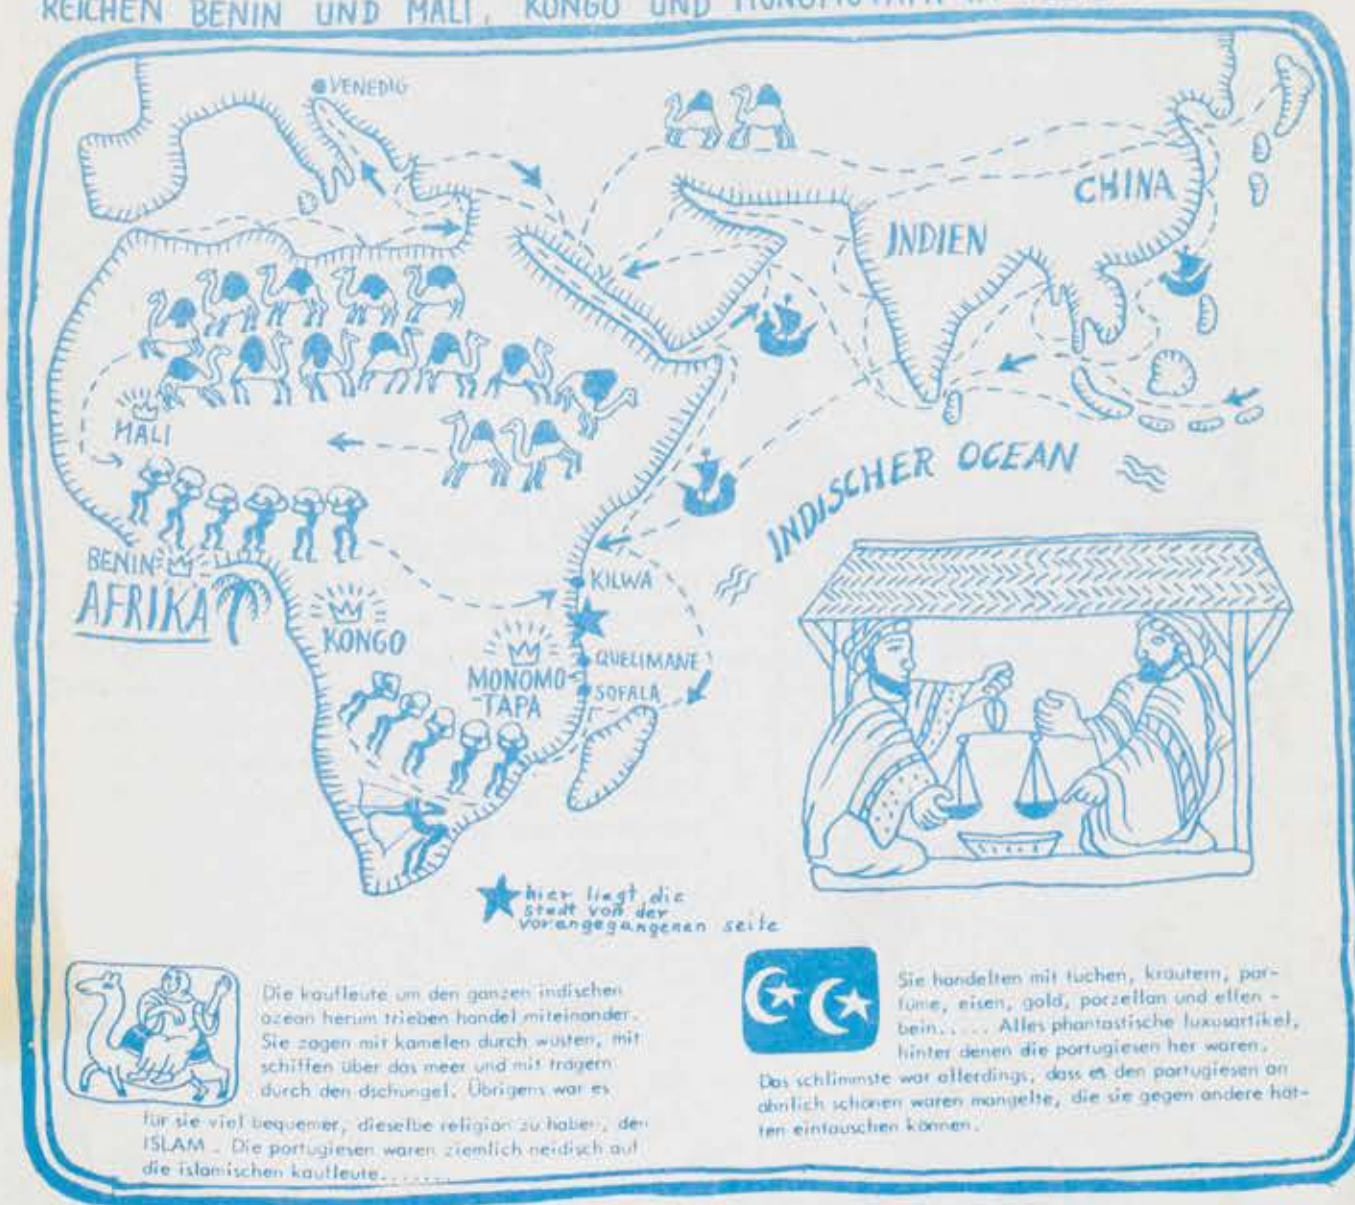 REICHEN BENIN UND MALI, KONGO UND MONOMOTAPA
VENEDIG
CHINA
INDIEN
MALI
INDISCHER OCEAN
BENIN
AFRIKA
KILWA
KONGO
QUELIMANE
MONOMO-
-TAPA
SOFALA
hier liegt die
stadt von der
vorangegangenen seite
Die kaufleute um den ganzen indischen
ozean herum trieben handel miteinander.
Sie zogen mit kamelen durch wüsten, mit
schiffen über das meer und mit trägern
durch den dschungel. Übrigens war es
für sie viel bequemer, dieselbe religion zu haben, den
ISLAM. Die portugiesen waren ziemlich neidisch auf
die islamischen kaufleute.......
Sie handelten mit tuchen, kräutern, par-
füme, eisen, gold, porzellan und elfen-
bein..... Alles phantastische luxusartikel,
hinter denen die portugiesen her waren.
Das schlimmste war allerdings, dass es den portugiesen an
ähnlich schönen waren mangelte, die sie gegen andere hät-
ten eintauschen können.